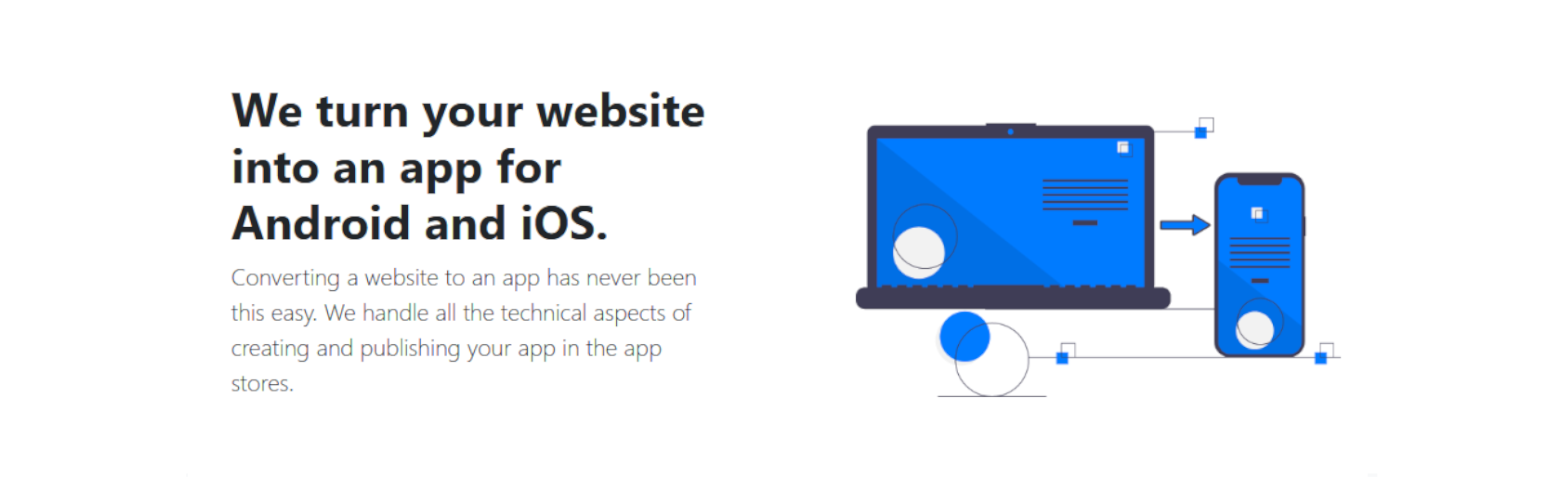 We turn your website
into an app for
Android and iOS.
Converting a website to an app has never been
this easy. We handle all the technical aspects of
creating and publishing your app in the app
stores.